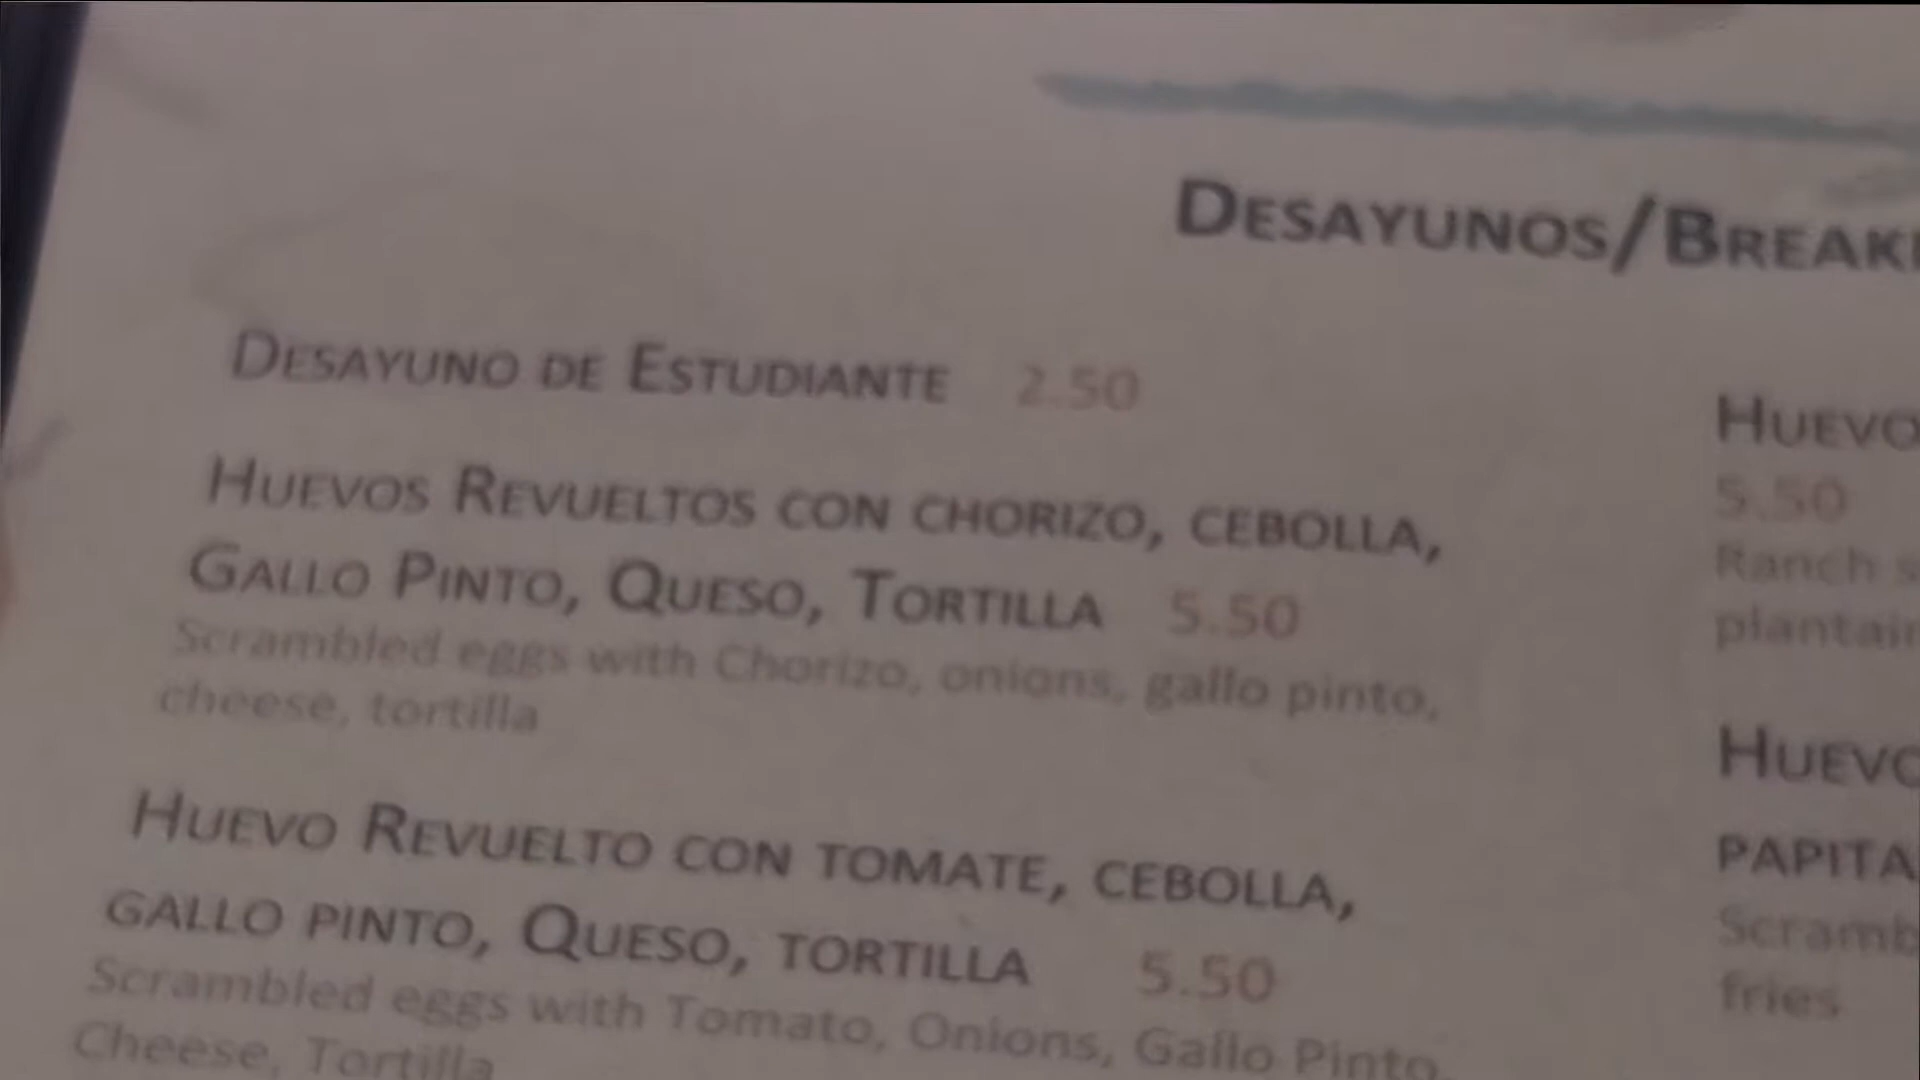 DESAYUNOS/BREAK
DESAYUNO DE ESTUDIANTE 2.50
HUEVOS REVUELTOS CON CHORIZO, CEBOLLA,
GALLO PINTO, QUESO, TORTILLA 5.50
Scrambled eggs with Chorizo, onions, gallo pinto,
cheese, tortilla
HUEVO REVUELTO CON TOMATE, CEBOLLA,
GALLO PINTO, QUESO, TORTILLA 5.50
Scrambled eggs with Tomato, Onions, Gallo Pinto,
Cheese, Tortilla
HUEVO
5.50
Ranch s
plantain
HUEVO
PAPITA
Scramb
fries